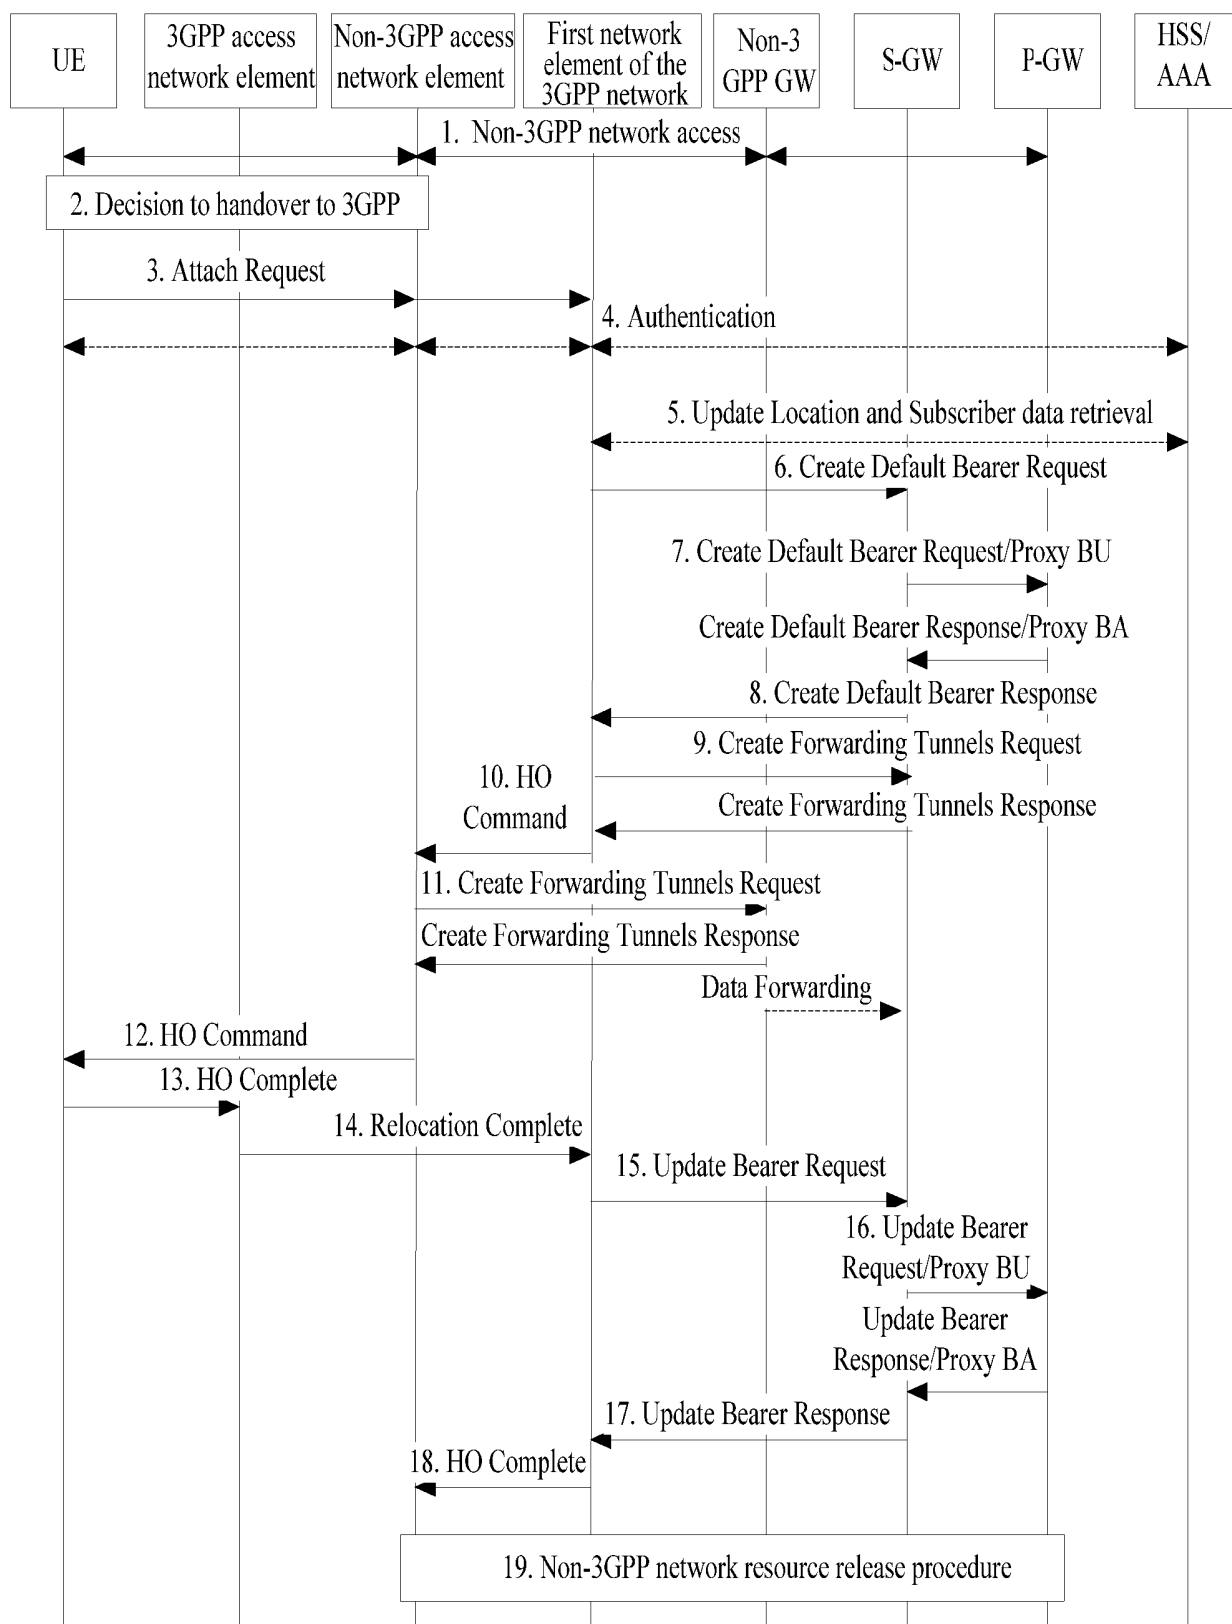 UE
3GPP access
network element
Non-3GPP access
network element
First network
element of the
3GPP network
Non-3
GPP GW
S-GW
P-GW
HSS/
AAA
1. Non-3GPP network access
2. Decision to handover to 3GPP
3. Attach Request
4. Authentication
5. Update Location and Subscriber data retrieval
6. Create Default Bearer Request
7. Create Default Bearer Request/Proxy BU
Create Default Bearer Response/Proxy BA
8. Create Default Bearer Response
9. Create Forwarding Tunnels Request
10. HO
Command
Create Forwarding Tunnels Response
11. Create Forwarding Tunnels Request
Create Forwarding Tunnels Response
Data Forwarding
12. HO Command
13. HO Complete
14. Relocation Complete
15. Update Bearer Request
16. Update Bearer
Request/Proxy BU
Update Bearer
Response/Proxy BA
17. Update Bearer Response
18. HO Complete
19. Non-3GPP network resource release procedure